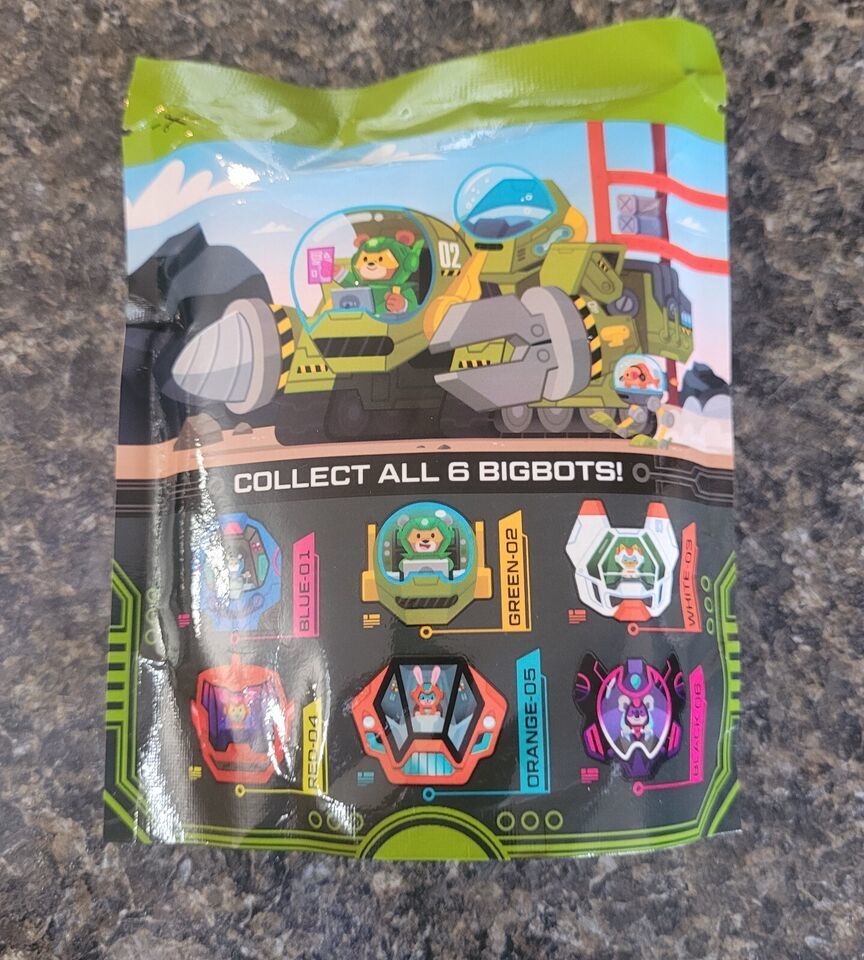 02
COLLECT ALL 6 BIGBOTS!
BLUE-01
GREEN-02
WHITE-03
RED-04
ORANGE-05
BLACK-06